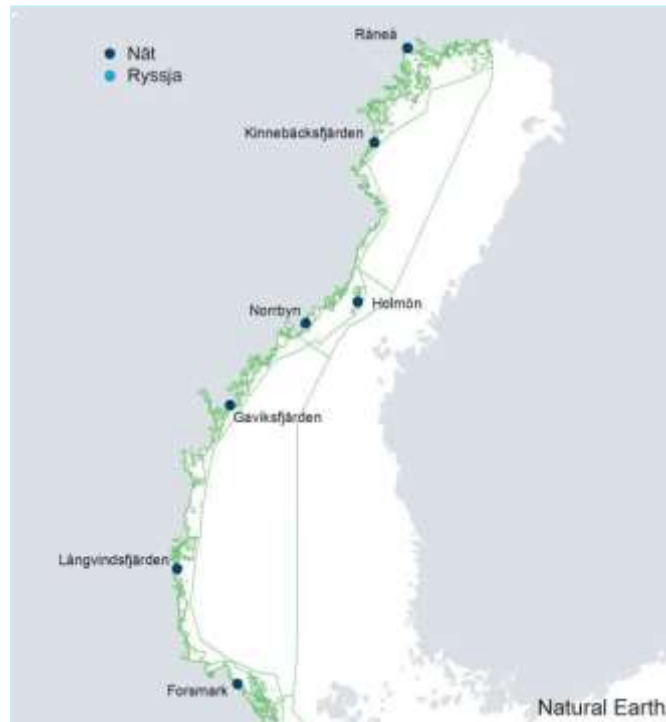 Råneå
Nät
Ryssja
Kinnebäcksfjärden
Norrbyn
Holmön
Gaviksfjärden
Långvindsfjärden
Forsmark
Natural Earth